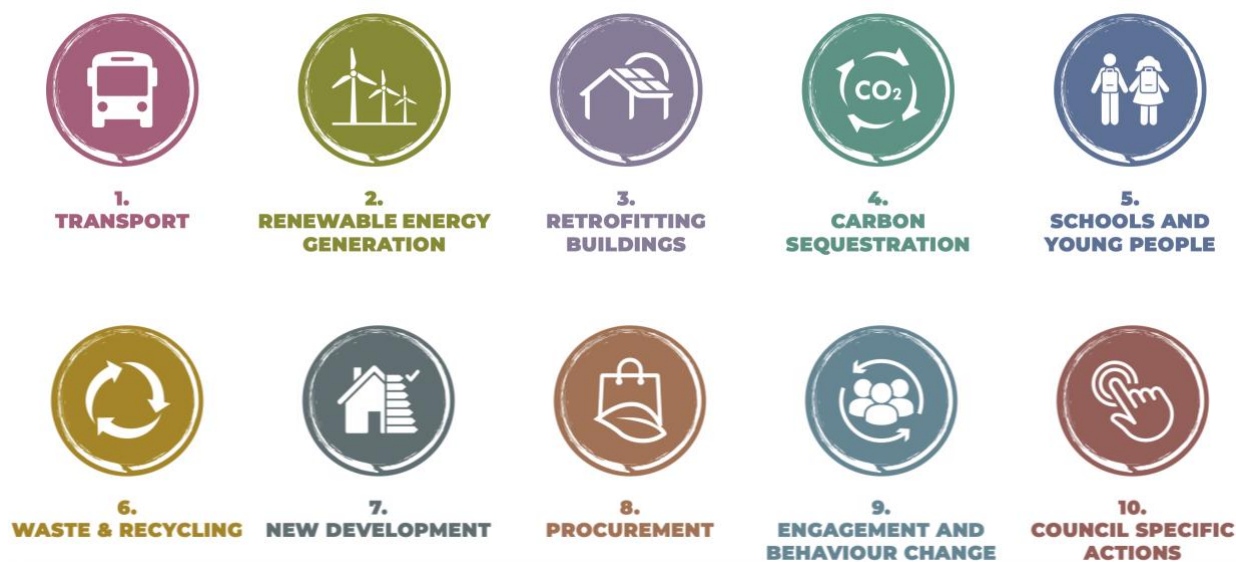 CO₂
1.
TRANSPORT
2.
RENEWABLE ENERGY
GENERATION
3.
RETROFITTING
BUILDINGS
4.
CARBON
SEQUESTRATION
5.
SCHOOLS AND
YOUNG PEOPLE
6.
WASTE & RECYCLING
7.
NEW DEVELOPMENT
8.
PROCUREMENT
9.
ENGAGEMENT AND
BEHAVIOUR CHANGE
10.
COUNCIL SPECIFIC
ACTIONS